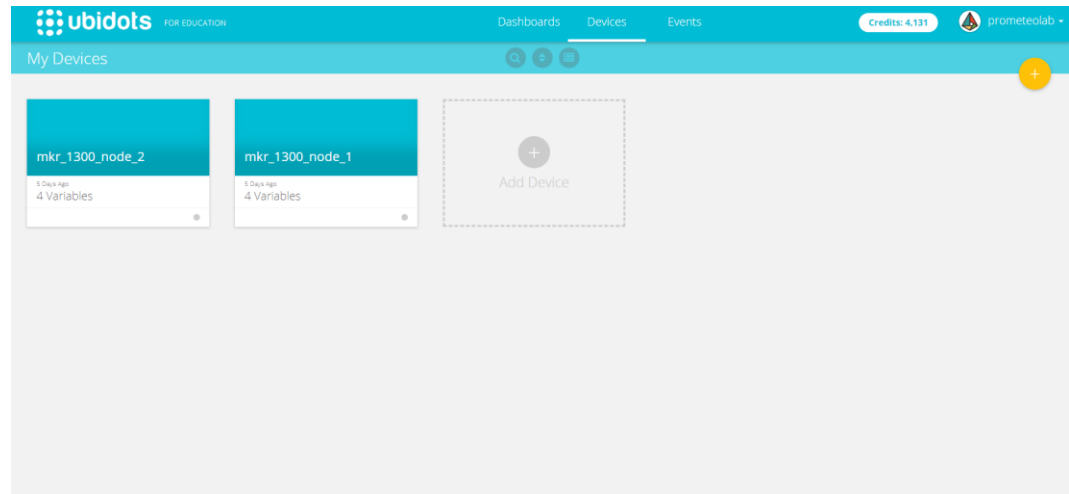 ubidots FOR EDUCATION
Dashboards Devices Events
Credits: 4,131
prometeolab
My Devices
mkr_1300_node_2
5 Days Ago
4 Variables
mkr_1300_node_1
5 Days Ago
4 Variables
Add Device